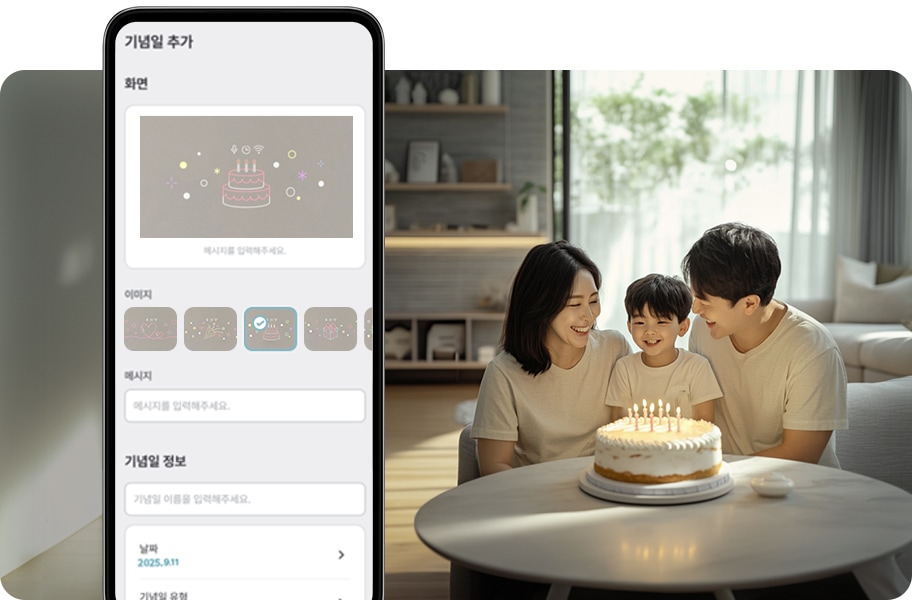 기념일 추가
화면
메시지를 입력해주세요.
이미지
메시지
메시지를 입력해주세요.
기념일 정보
기념일 이름을 입력해주세요.
날짜
2025.9.11
기념일 유형